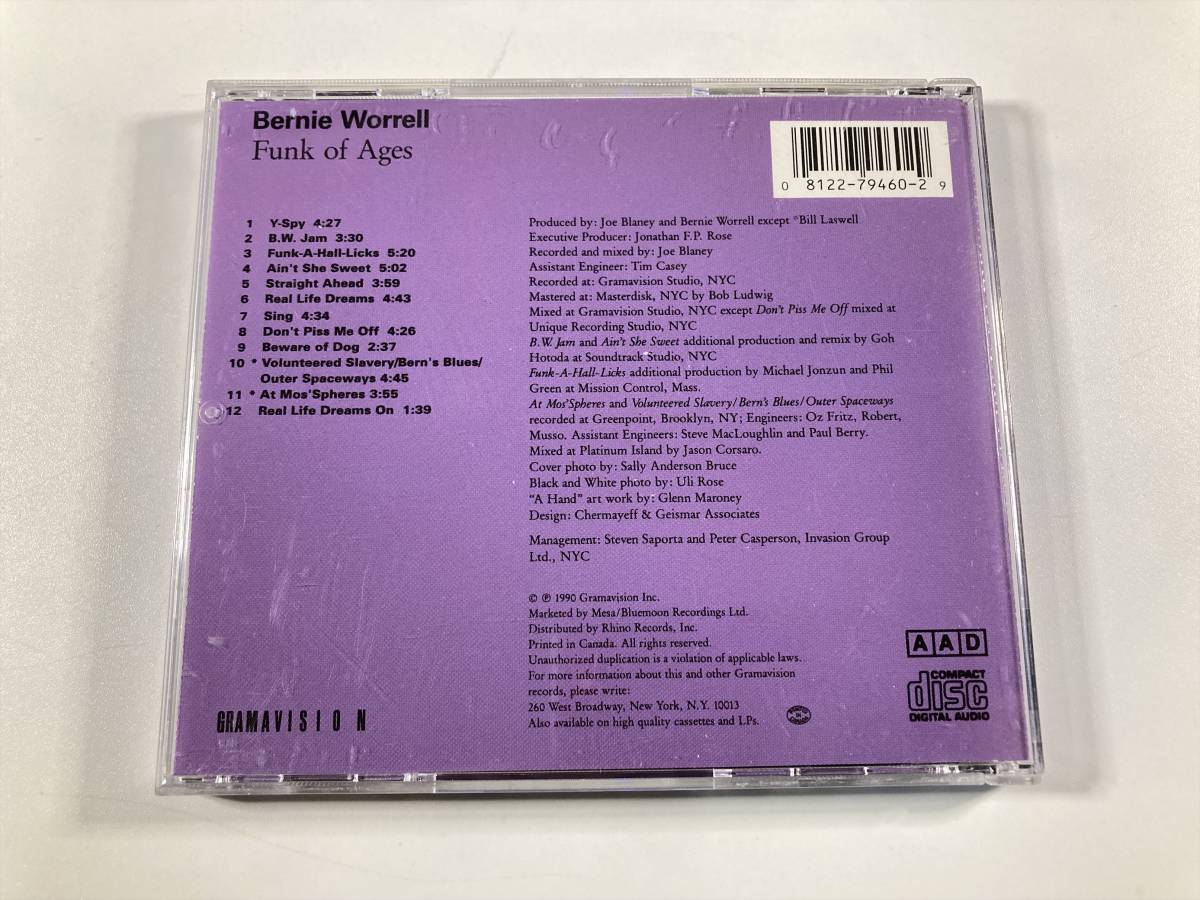 Bernie Worrell
Funk of Ages
0 8122-79460-2 9
1 Y-Spy 4:27
2 B.W. Jam 3:30
3 Funk-A-Hall-Licks 5:20
4 Ain't She Sweet 5:02
5 Straight Ahead 3:59
6 Real Life Dreams 4:43
7 Sing 4:34
8 Don't Piss Me Off 4:26
9 Beware of Dog 2:37
10 * Volunteered Slavery/Bern's Blues/
Outer Spaceways 4:45
11 * At Mos'Spheres 3:55
12 Real Life Dreams On 1:39
Produced by: Joe Blaney and Bernie Worrell except *Bill Laswell
Executive Producer: Jonathan F.P. Rose
Recorded and mixed by: Joe Blaney
Assistant Engineer: Tim Casey
Recorded at: Gramavision Studio, NYC
Mastered at: Masterdisk, NYC by Bob Ludwig
Mixed at Gramavision Studio, NYC except Don't Piss Me Off mixed at
Unique Recording Studio, NYC
B.W. Jam and Ain't She Sweet additional production and remix by Goh
Hotoda at Soundtrack Studio, NYC
Funk-A-Hall-Licks additional production by Michael Jonzun and Phil
Green at Mission Control, Mass.
At Mos'Spheres and Volunteered Slavery/Bern's Blues/Outer Spaceways
recorded at Greenpoint, Brooklyn, NY; Engineers: Oz Fritz, Robert,
Musso. Assistant Engineers: Steve MacLoughlin and Paul Berry.
Mixed at Platinum Island by Jason Corsaro.
Cover photo by: Sally Anderson Bruce
Black and White photo by: Uli Rose
"A Hand" art work by: Glenn Maroney
Design: Chermayeff & Geismar Associates
Management: Steven Saporta and Peter Casperson, Invasion Group
Ltd., NYC
© ℗ 1990 Gramavision Inc.
Marketed by Mesa/Bluemoon Recordings Ltd.
Distributed by Rhino Records, Inc.
Printed in Canada. All rights reserved.
Unauthorized duplication is a violation of applicable laws.
For more information about this and other Gramavision
records, please write:
260 West Broadway, New York, N.Y. 10013
Also available on high quality cassettes and LPs.
GRAMAVISION
AAD
COMPACT
disc
DIGITAL AUDIO